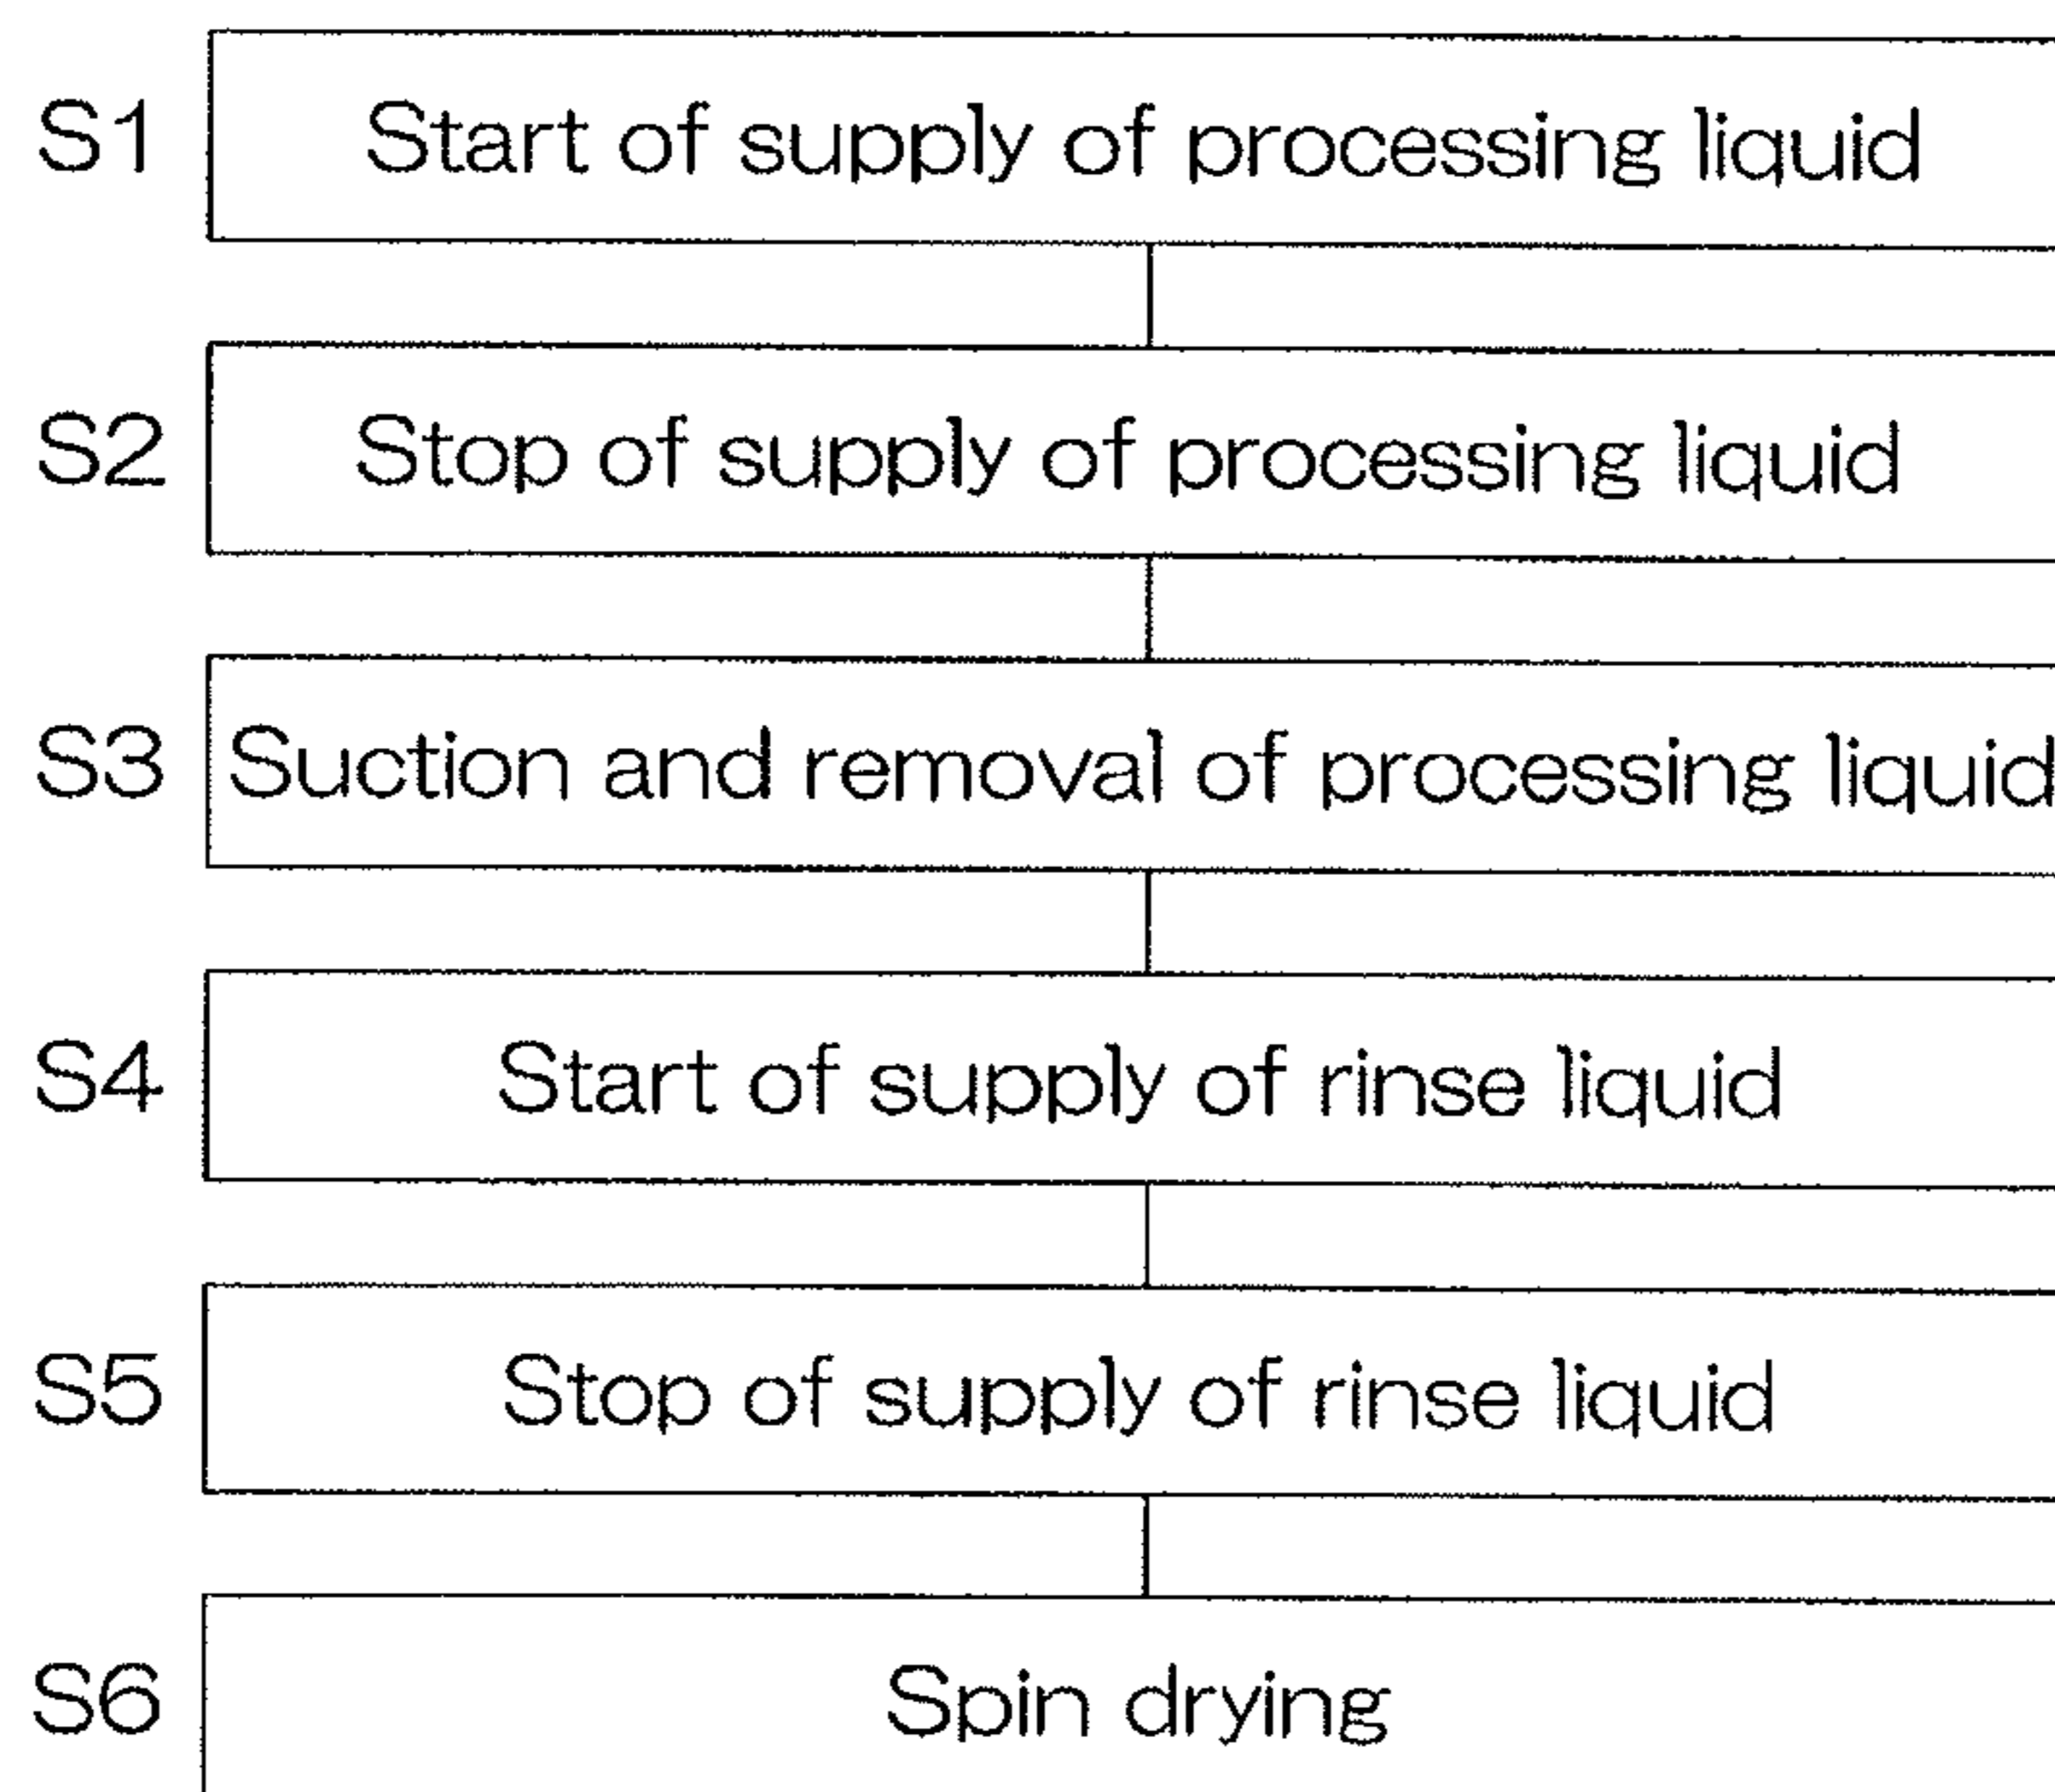 S1 Start of supply of processing liquid
S2 Stop of supply of processing liquid
S3 Suction and removal of processing liquid
S4 Start of supply of rinse liquid
S5 Stop of supply of rinse liquid
S6 Spin drying